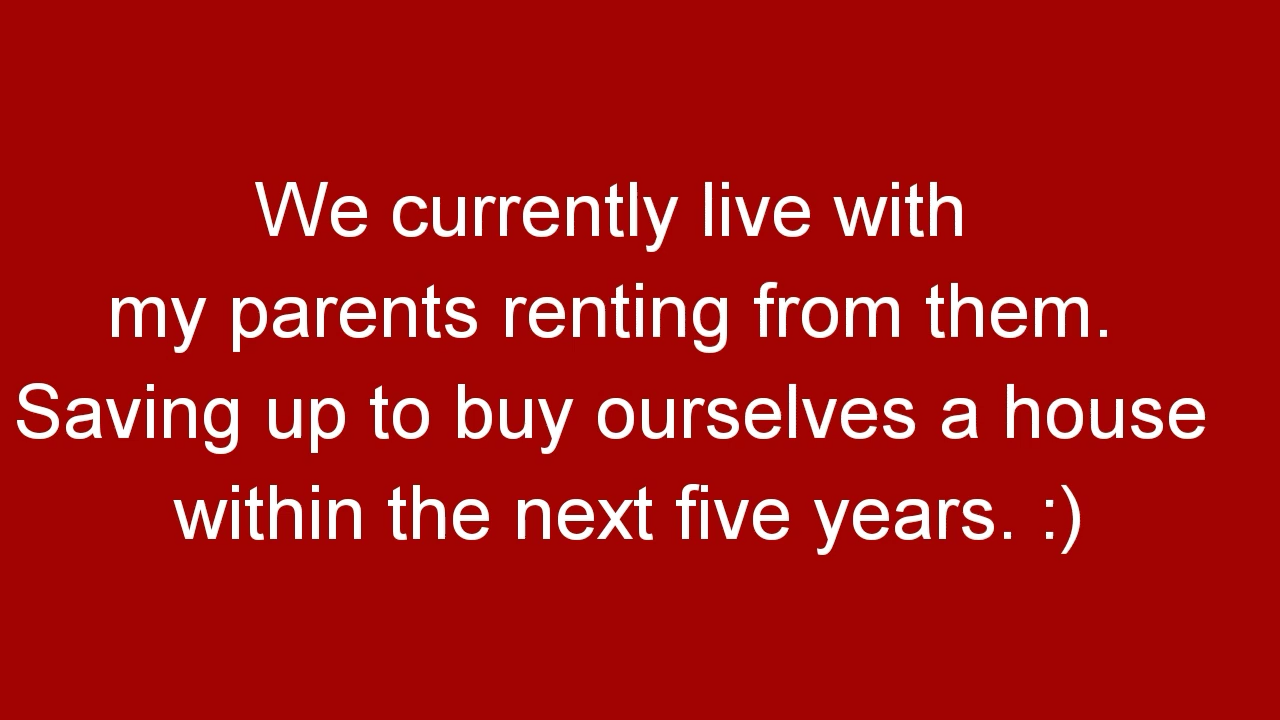 We currently live with
my parents renting from them.
Saving up to buy ourselves a house
within the next five years. :)